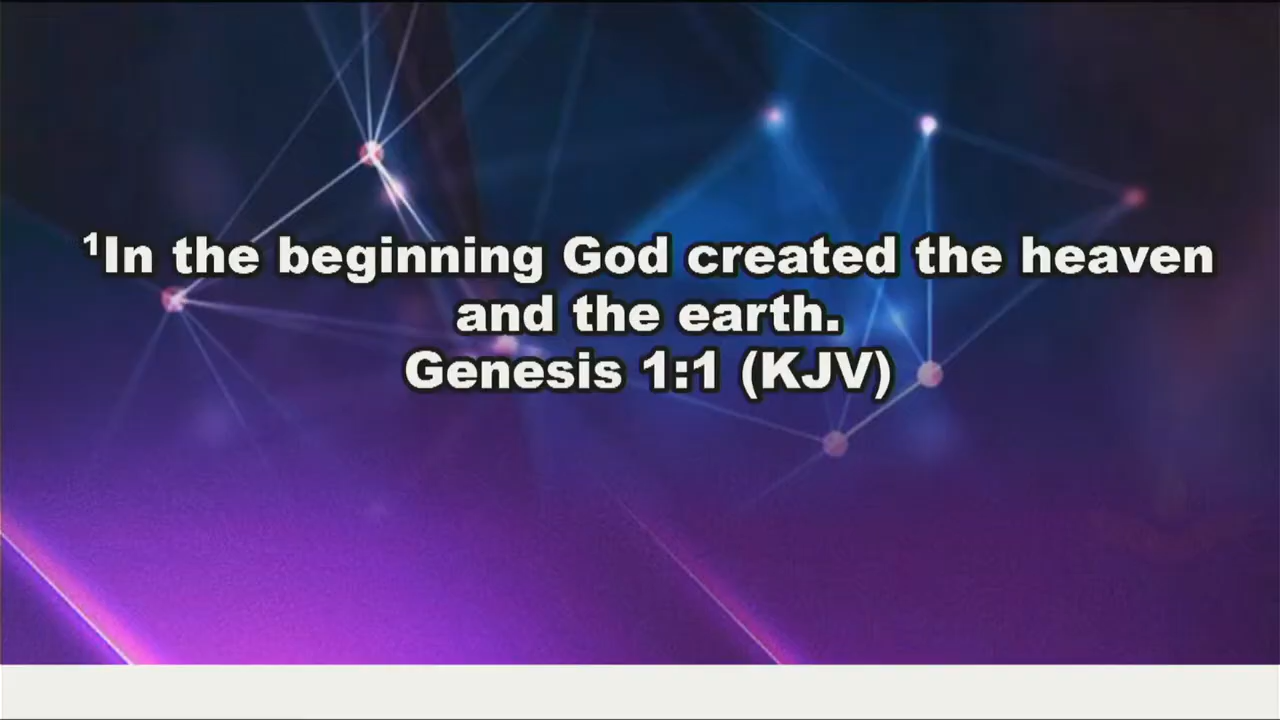 ¹In the beginning God created the heaven
and the earth.
Genesis 1:1 (KJV)